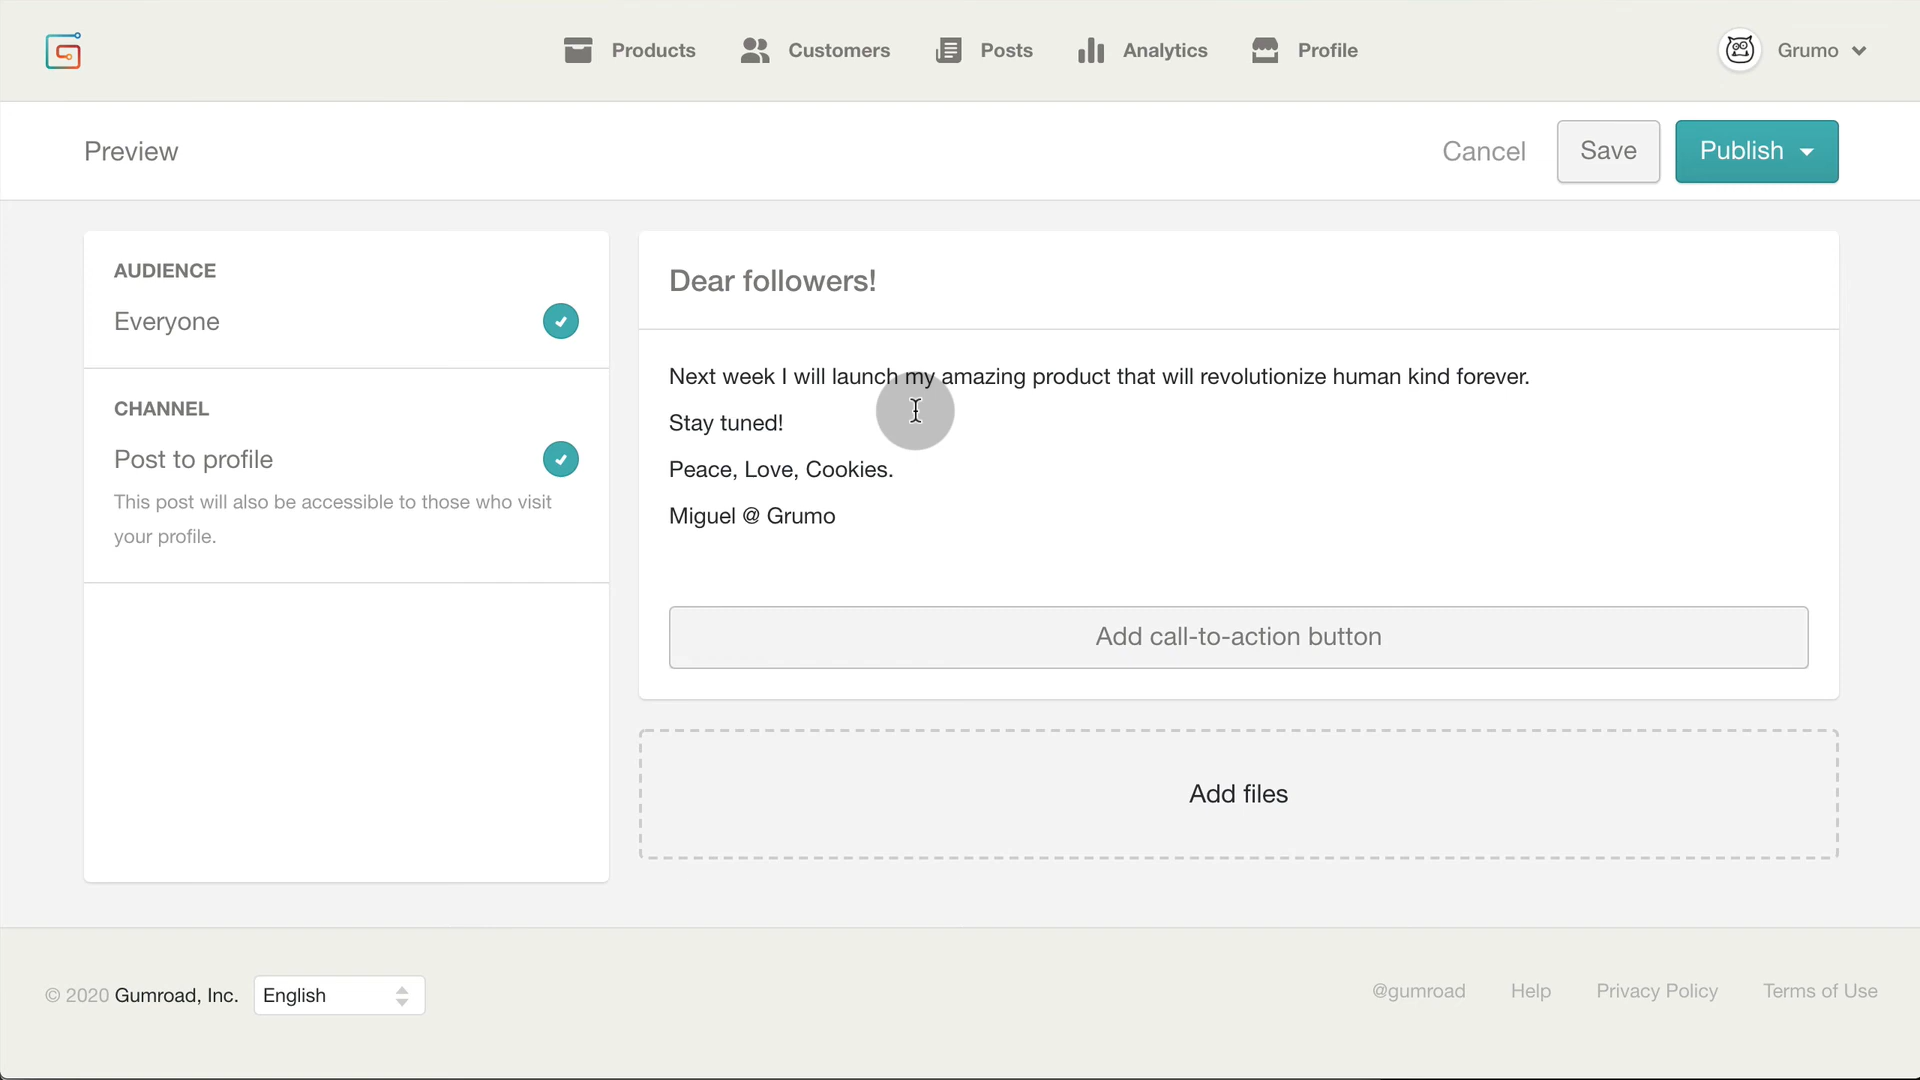 Products
Customers
Posts
Analytics
Profile
Grumo
Preview
Cancel
Save
Publish
AUDIENCE
Everyone
CHANNEL
Post to profile
This post will also be accessible to those who visit
your profile.
Dear followers!
Next week I will launch my amazing product that will revolutionize human kind forever.
Stay tuned!
Peace, Love, Cookies.
Miguel @ Grumo
Add call-to-action button
Add files
© 2020 Gumroad, Inc.
English
@gumroad
Help
Privacy Policy
Terms of Use